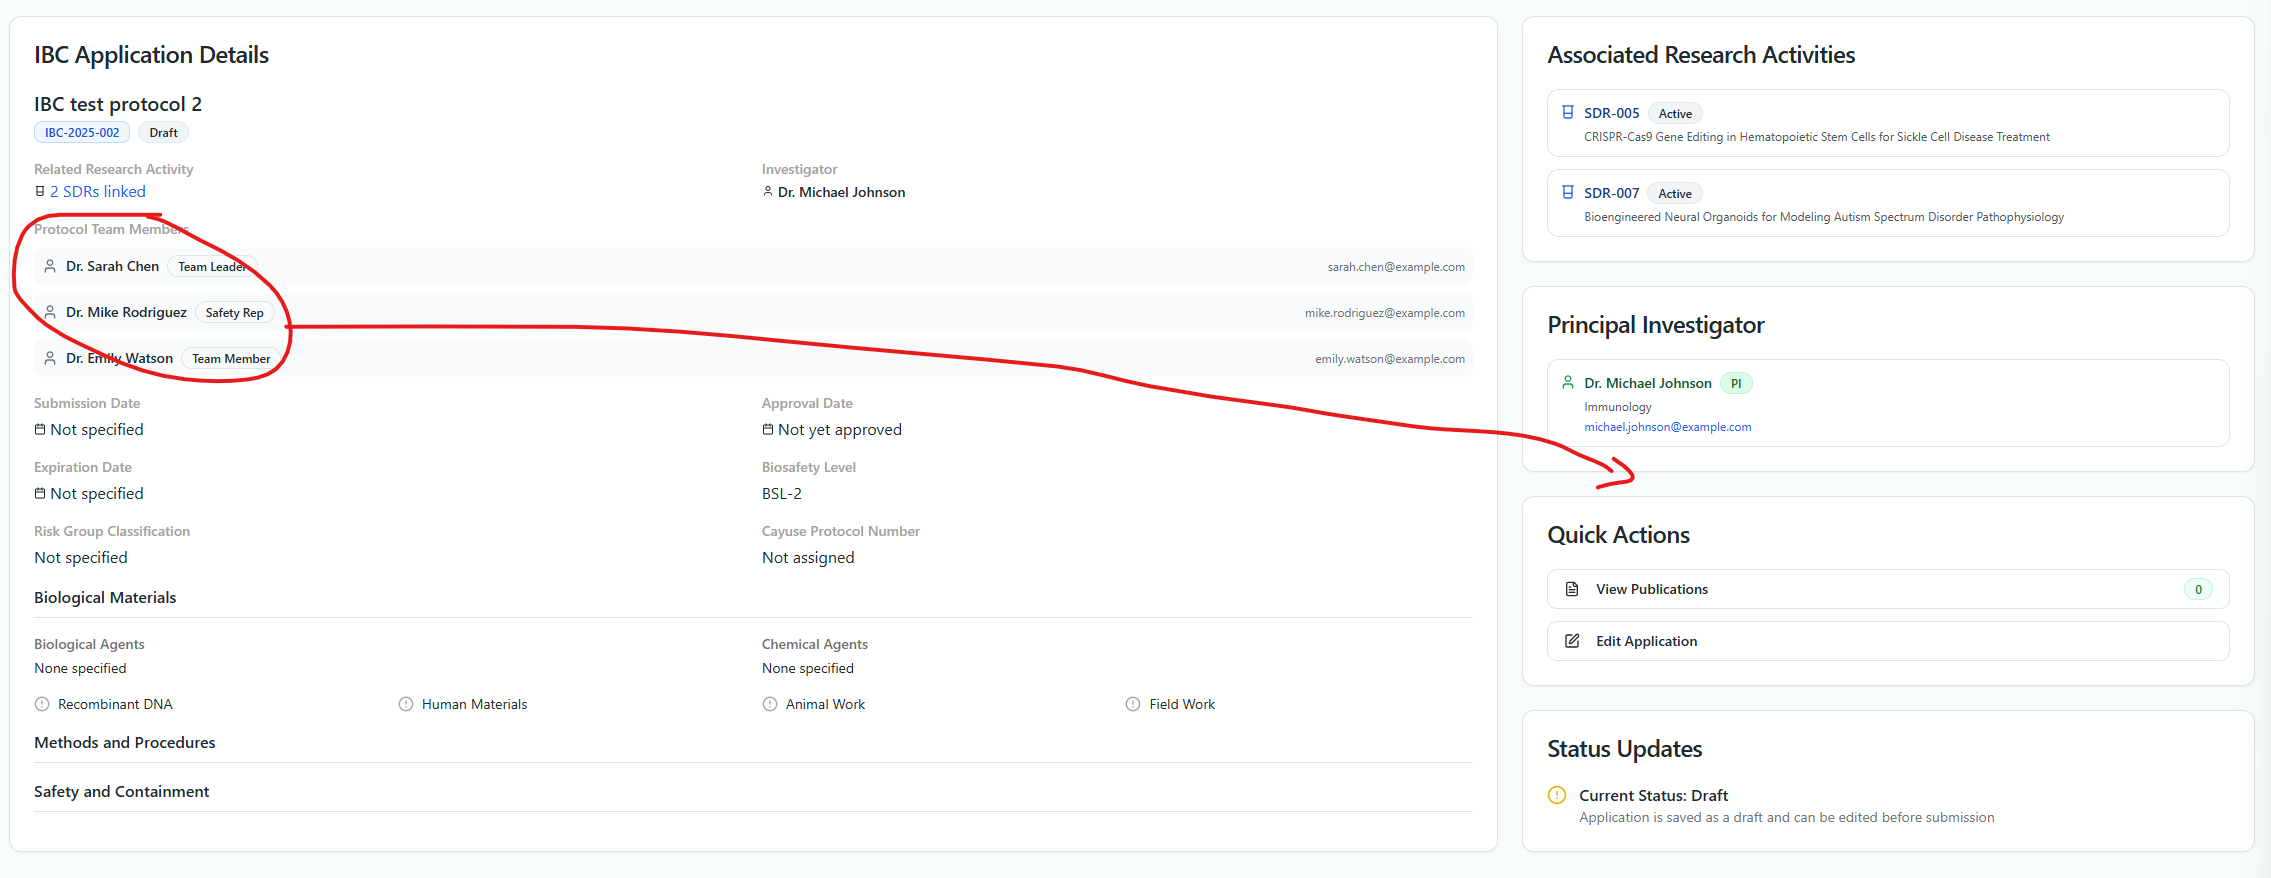 IBC Application Details
IBC test protocol 2
IBC-2025-002 Draft
Related Research Activity
2 SDRs linked
Investigator
Dr. Michael Johnson
Protocol Team Members
Dr. Sarah Chen Team Leader sarah.chen@example.com
Dr. Mike Rodriguez Safety Rep mike.rodriguez@example.com
Dr. Emily Watson Team Member emily.watson@example.com
Submission Date
Not specified
Approval Date
Not yet approved
Expiration Date
Not specified
Biosafety Level
BSL-2
Risk Group Classification
Not specified
Cayuse Protocol Number
Not assigned
Biological Materials
Biological Agents
None specified
Chemical Agents
None specified
Recombinant DNA Human Materials Animal Work Field Work
Methods and Procedures
Safety and Containment
Associated Research Activities
SDR-005 Active
CRISPR-Cas9 Gene Editing in Hematopoietic Stem Cells for Sickle Cell Disease Treatment
SDR-007 Active
Bioengineered Neural Organoids for Modeling Autism Spectrum Disorder Pathophysiology
Principal Investigator
Dr. Michael Johnson PI
Immunology
michael.johnson@example.com
Quick Actions
View Publications 0
Edit Application
Status Updates
Current Status: Draft
Application is saved as a draft and can be edited before submission